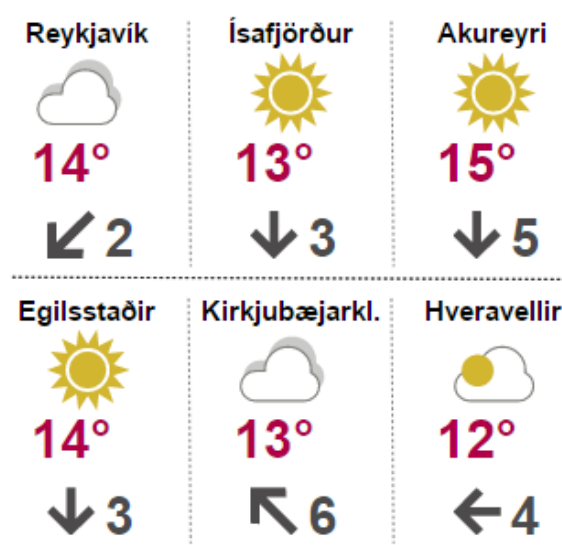 Reykjavík
Ísafjörður
Akureyri
14°
13°
15°
2
3
5
Egilsstaðir
Kirkjubæjarkl.
Hveravellir
14°
13°
12°
3
6
4